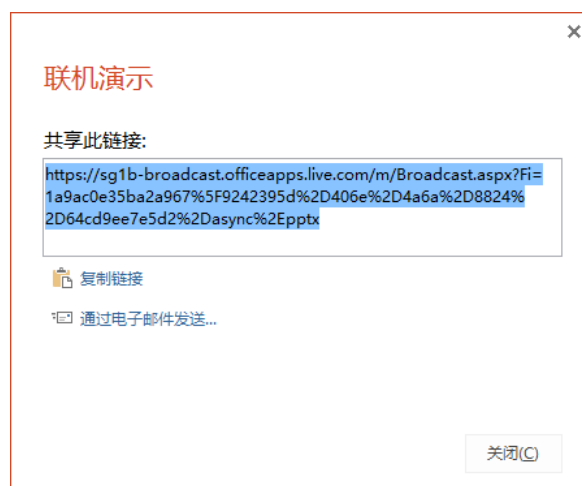 联机演示
共享此链接:
https://sg1b-broadcast.officeapps.live.com/m/Broadcast.aspx?Fi=
1a9ac0e35ba2a967%5F9242395d%2D406e%2D4a6a%2D8824%
2D64cd9ee7e5d2%2Dasync%2Epptx
复制链接
通过电子邮件发送...
关闭(C)